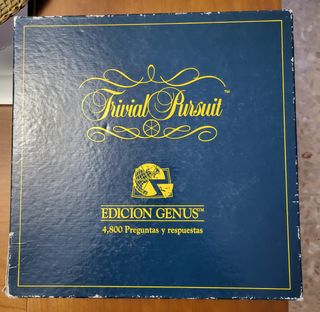 Trivial Pursuit™
EDICION GENUS™
4,800 Preguntas y respuestas